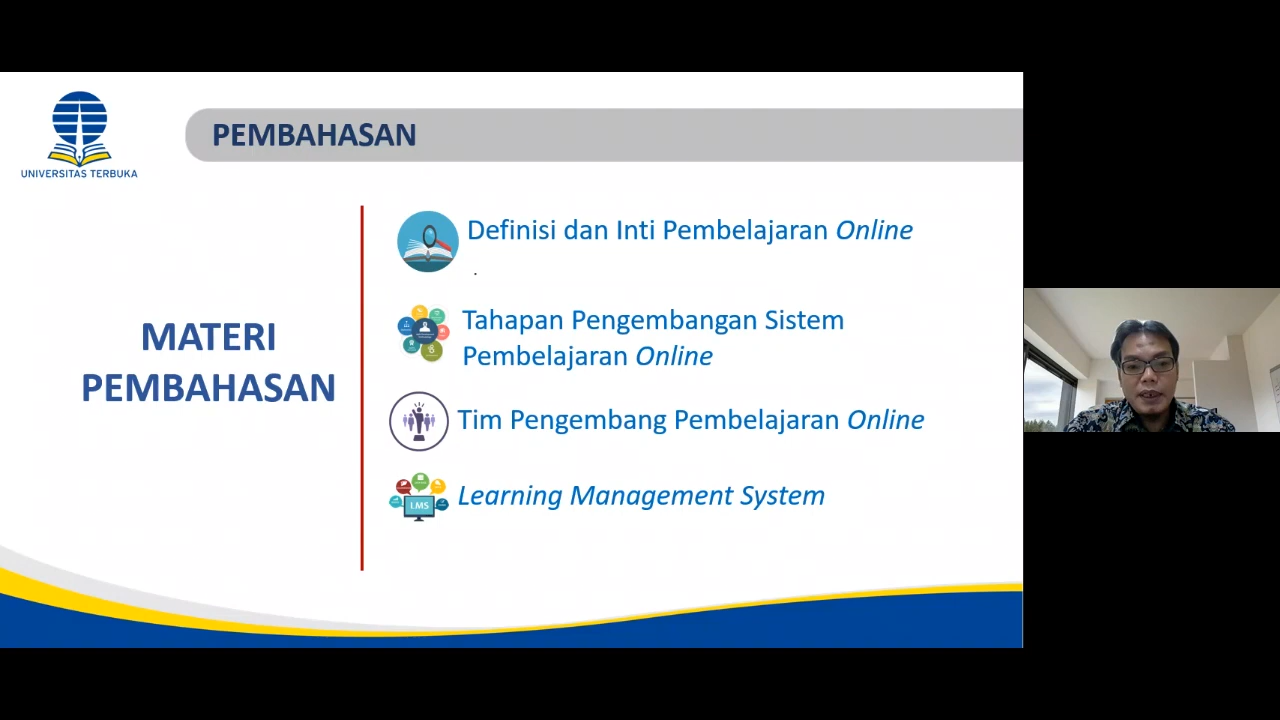 UNIVERSITAS TERBUKA
PEMBAHASAN
MATERI
PEMBAHASAN
Definisi dan Inti Pembelajaran Online
.
Tahapan Pengembangan Sistem
Pembelajaran Online
Tim Pengembang Pembelajaran Online
LMS
Learning Management System